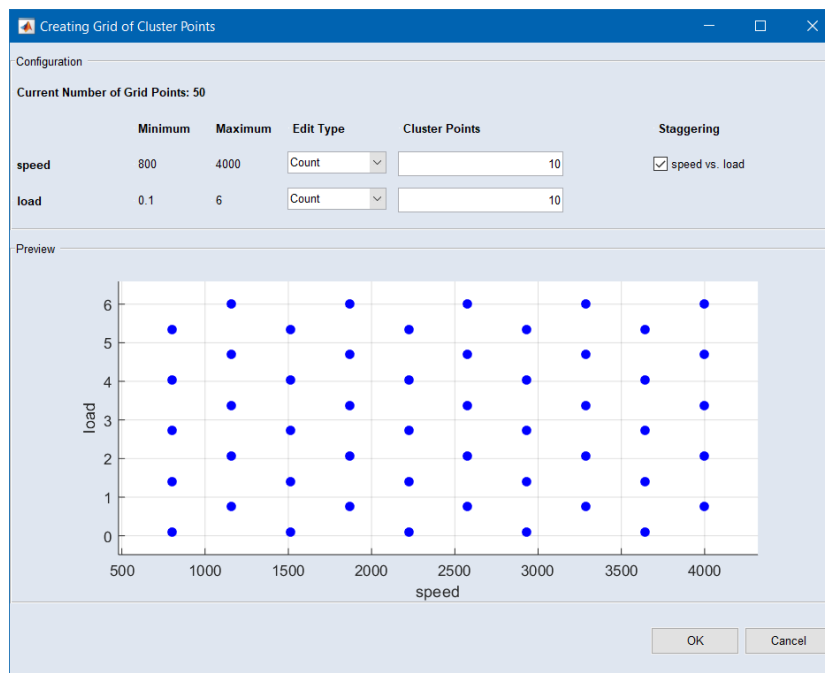 Creating Grid of Cluster Points
Configuration
Current Number of Grid Points: 50
Minimum Maximum Edit Type Cluster Points Staggering
speed 800 4000 Count 10 speed vs. load
load 0.1 6 Count 10
Preview
6
5
4
3
2
1
0
load
500 1000 1500 2000 2500 3000 3500 4000
speed
OK Cancel